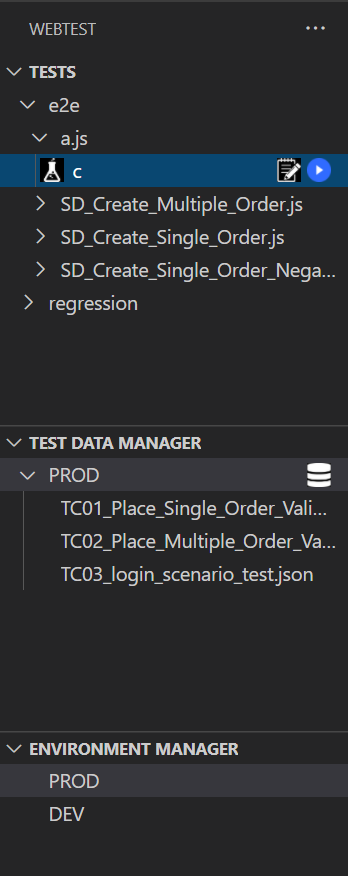 WEBTEST
TESTS
e2e
a.js
c
SD_Create_Multiple_Order.js
SD_Create_Single_Order.js
SD_Create_Single_Order_Nega...
regression
TEST DATA MANAGER
PROD
TC01_Place_Single_Order_Vali...
TC02_Place_Multiple_Order_Va...
TC03_login_scenario_test.json
ENVIRONMENT MANAGER
PROD
DEV